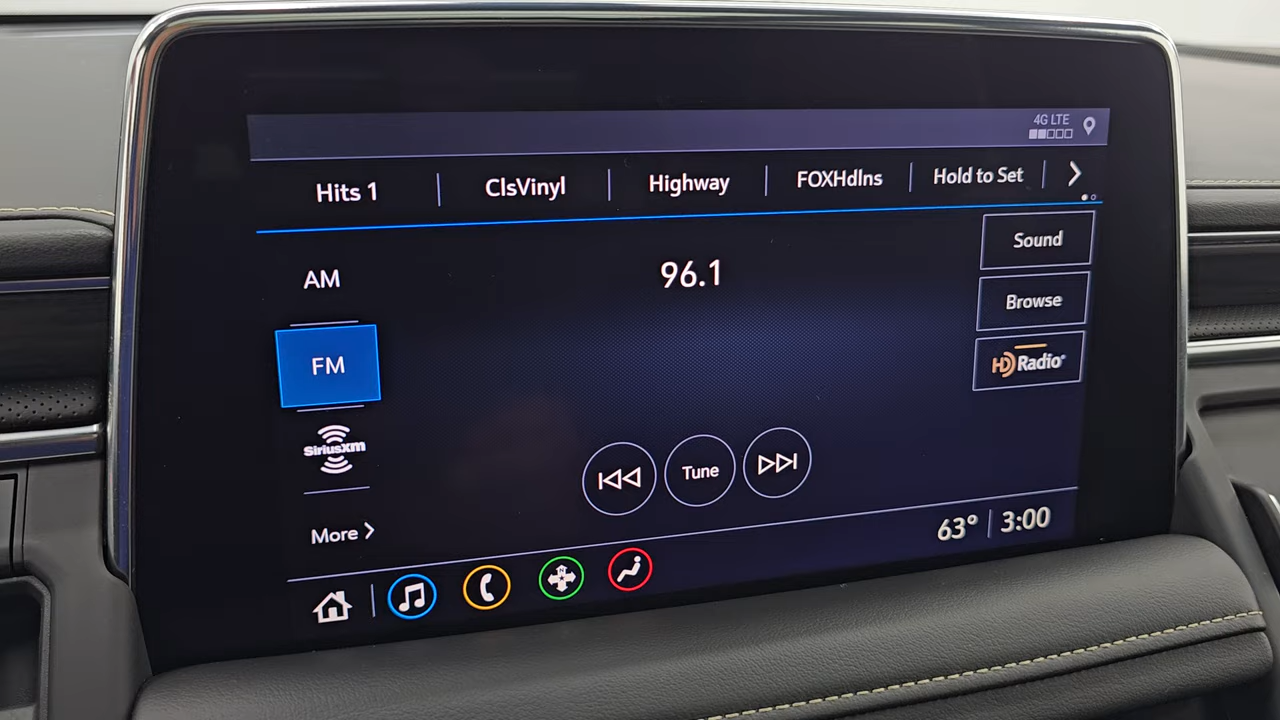 4G LTE
Hits 1
ClsVinyl
Highway
FOXHdlns
Hold to Set
AM
96.1
Sound
Browse
FM
HD Radio
SiriusXM
Tune
More
63° 3:00